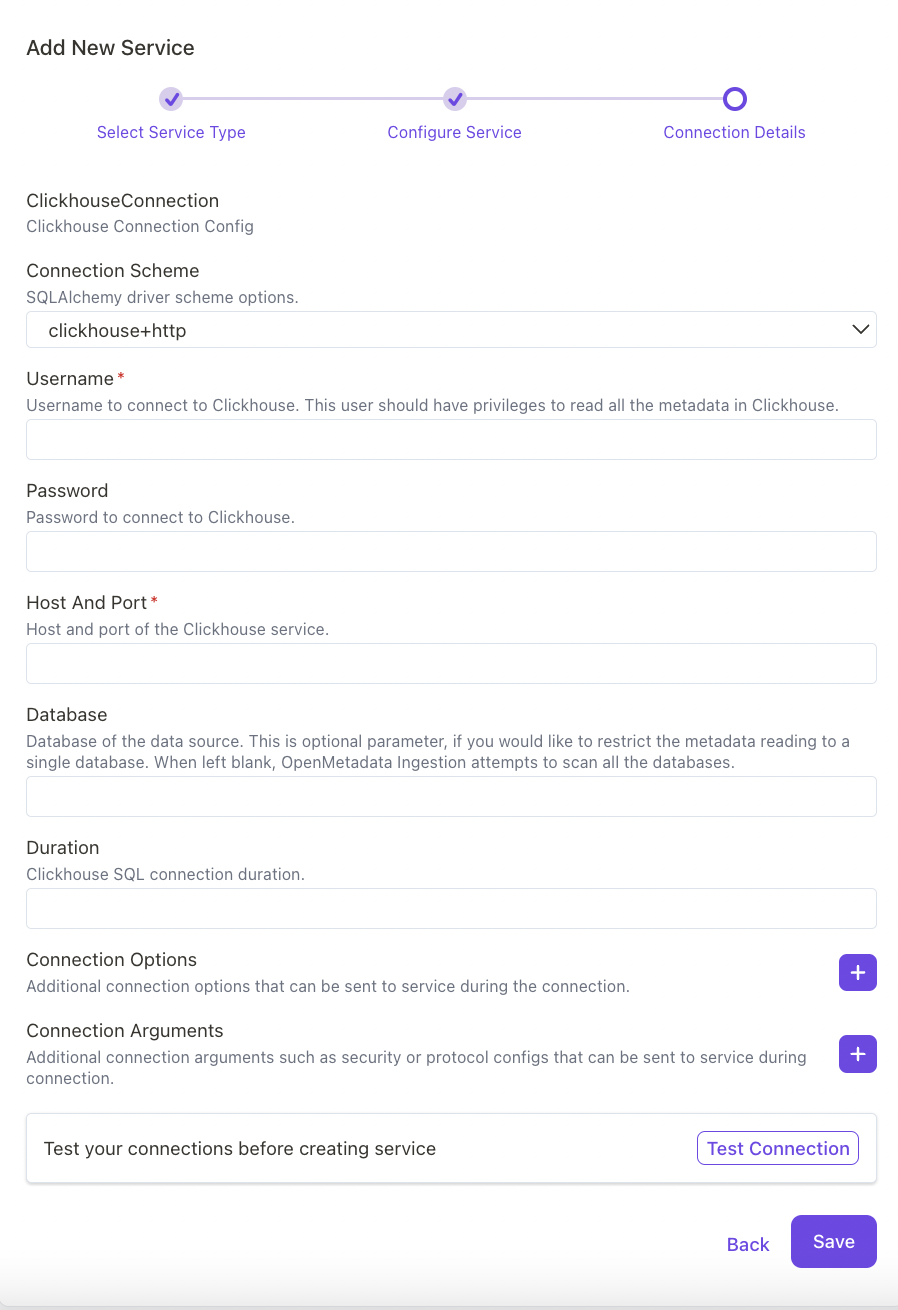 Add New Service
Select Service Type
Configure Service
Connection Details
ClickhouseConnection
Clickhouse Connection Config
Connection Scheme
SQLAlchemy driver scheme options.
clickhouse+http
Username*
Username to connect to Clickhouse. This user should have privileges to read all the metadata in Clickhouse.
Password
Password to connect to Clickhouse.
Host And Port*
Host and port of the Clickhouse service.
Database
Database of the data source. This is optional parameter, if you would like to restrict the metadata reading to a
single database. When left blank, OpenMetadata Ingestion attempts to scan all the databases.
Duration
Clickhouse SQL connection duration.
Connection Options
Additional connection options that can be sent to service during the connection.
Connection Arguments
Additional connection arguments such as security or protocol configs that can be sent to service during
connection.
Test your connections before creating service
Test Connection
Back
Save